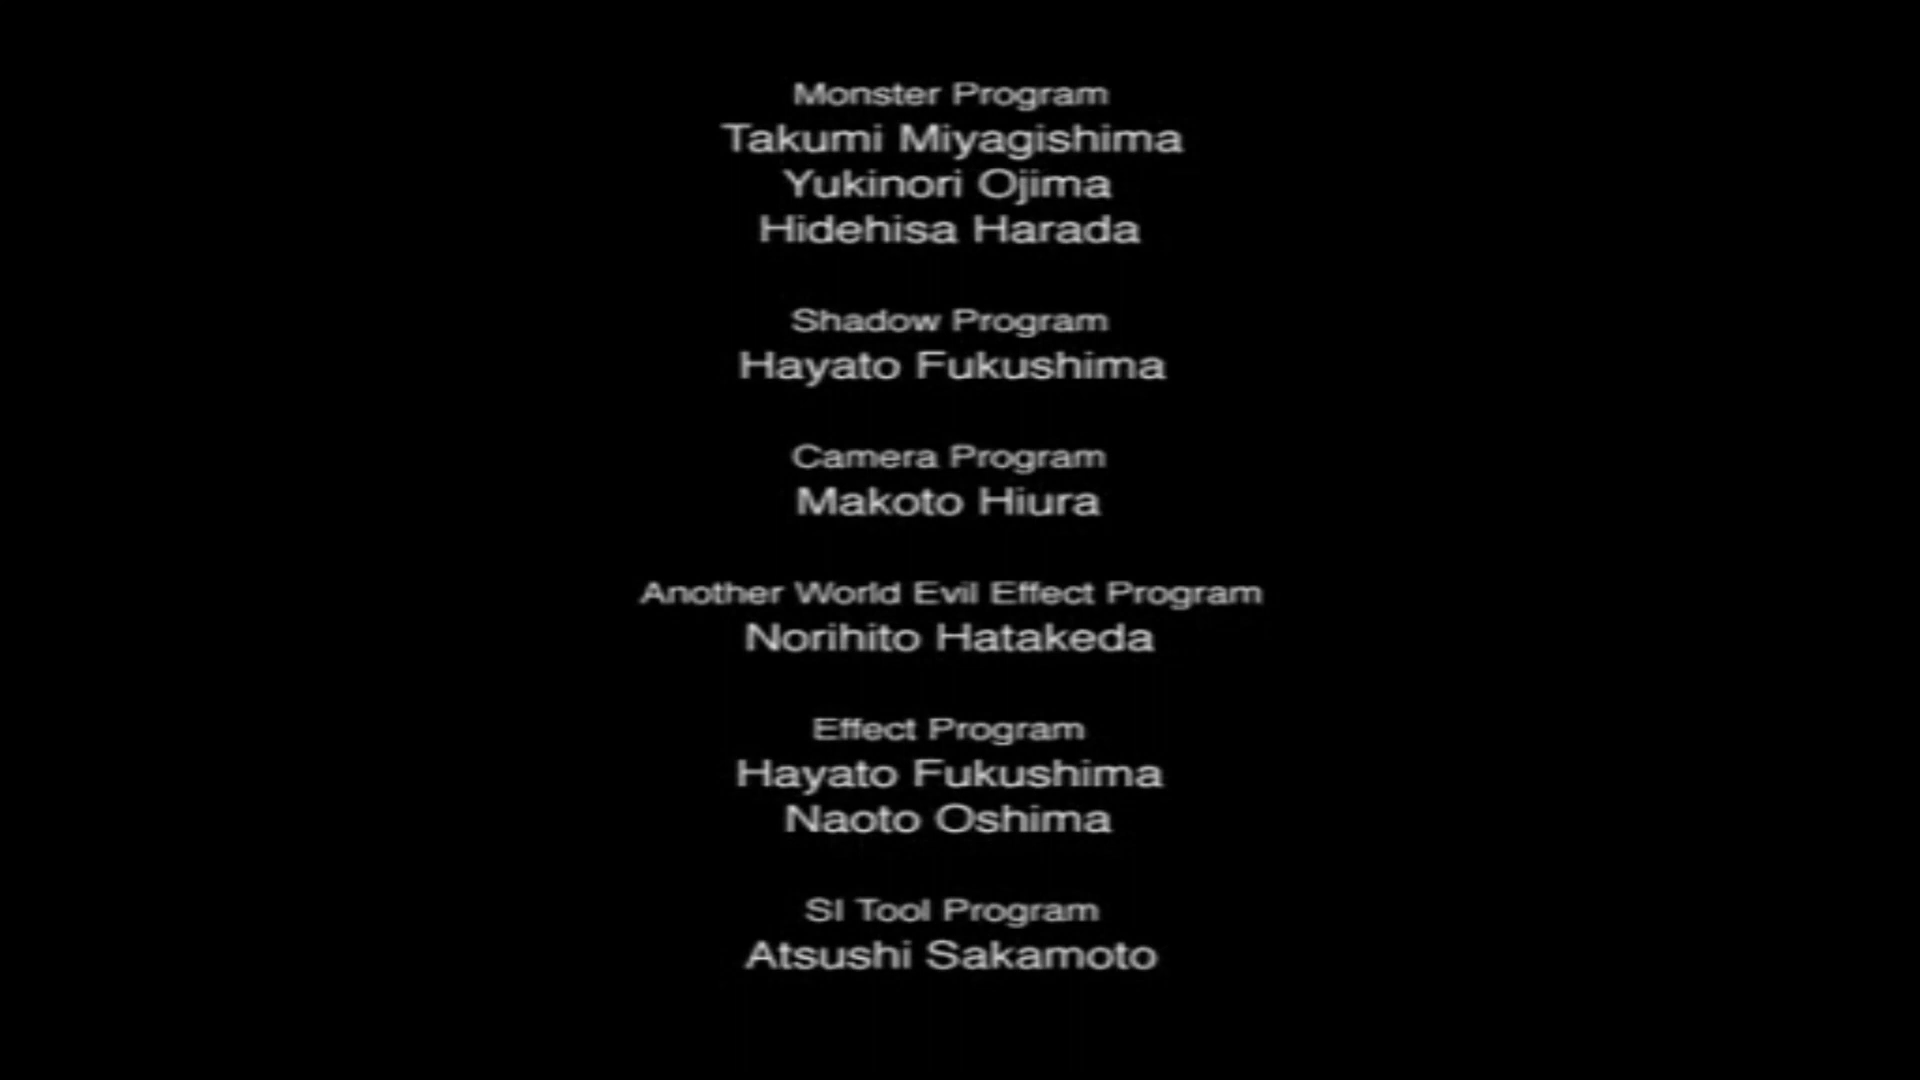 Monster Program
Takumi Miyagishima
Yukinori Ojima
Hidehisa Harada
Shadow Program
Hayato Fukushima
Camera Program
Makoto Hiura
Another World Evil Effect Program
Norihito Hatakeda
Effect Program
Hayato Fukushima
Naoto Oshima
SI Tool Program
Atsushi Sakamoto